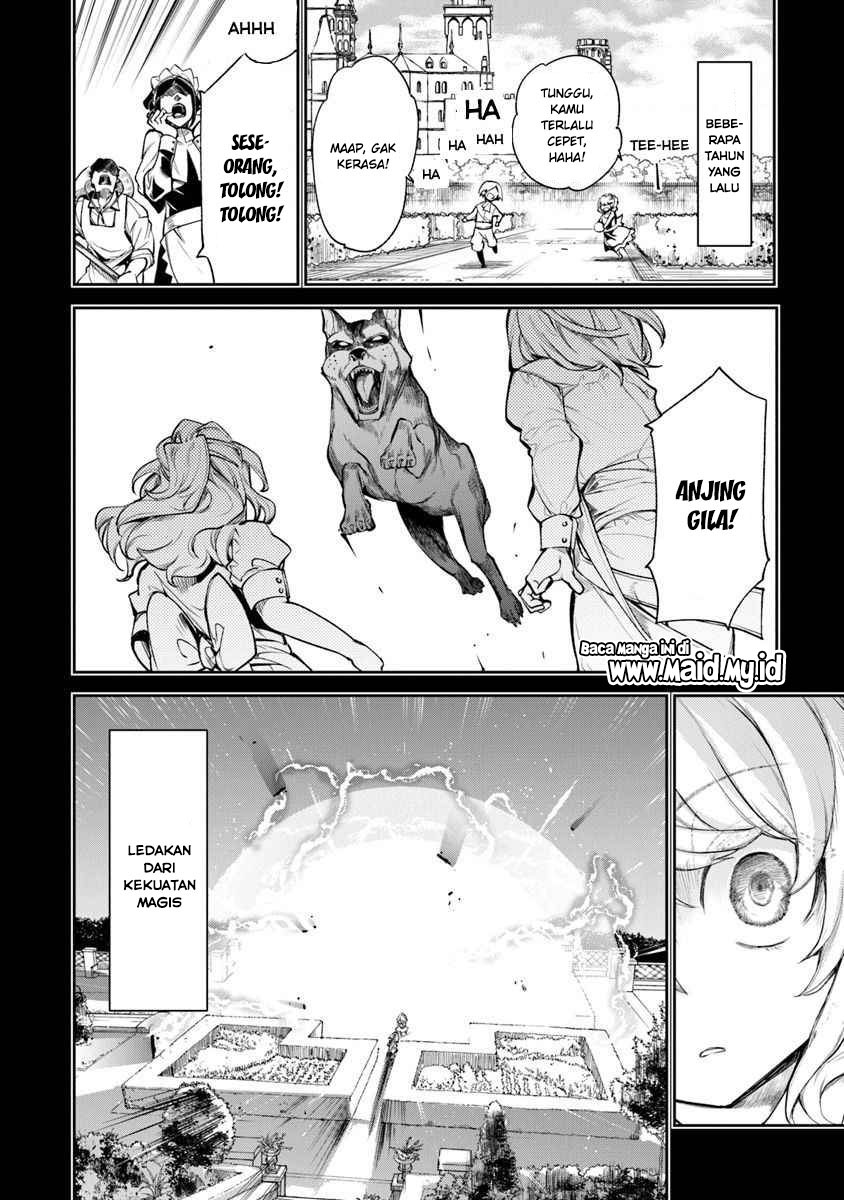 BEBE-
RAPA
TAHUN
YANG
LALU
TEE-HEE
TUNGGU,
KAMU
TERLALU
CEPET,
HAHA!
HA
HA
HAH
HA
MAAP, GAK
KERASA!
AHHH
SESE-
ORANG,
TOLONG!
TOLONG!
ANJING
GILA!
Baca Manga ini di
www.Maid.My.id
LEDAKAN
DARI
KEKUATAN
MAGIS